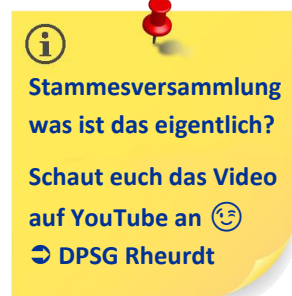 Stammesversammlung
was ist das eigentlich?
Schaut euch das Video
auf YouTube an 😉
➲ DPSG Rheurdt